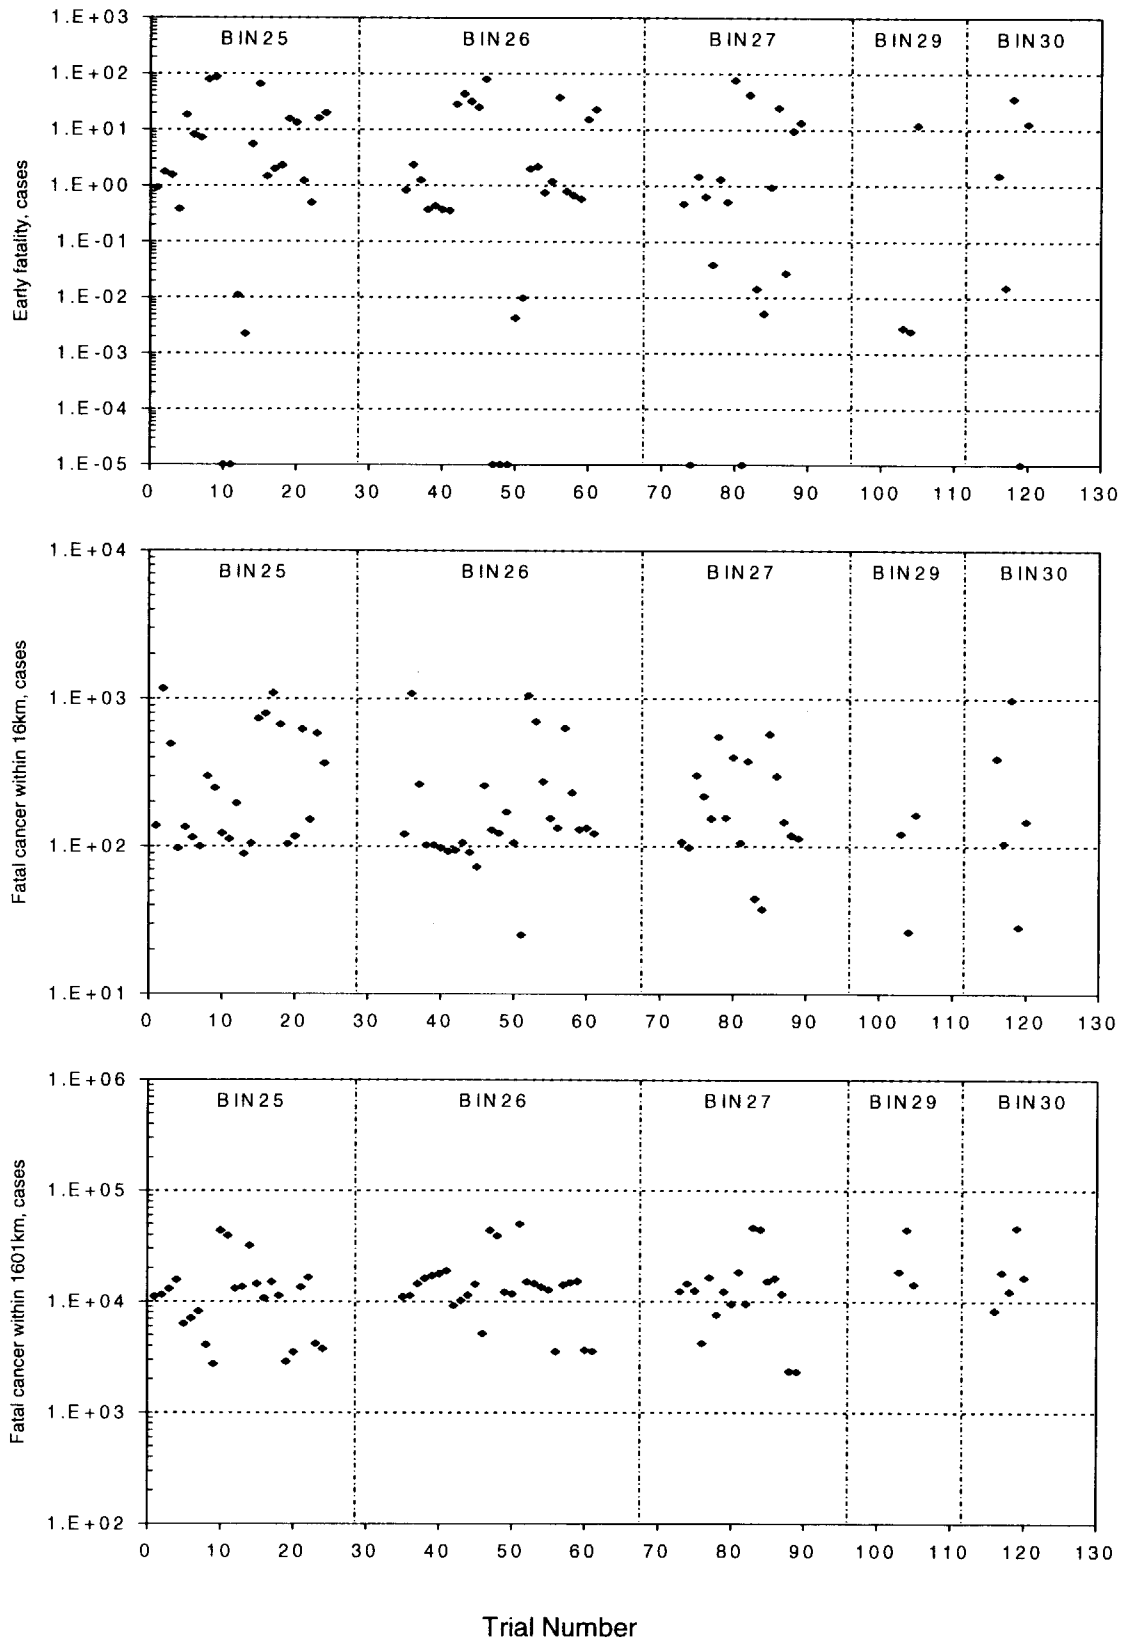 1.E+03
BIN25 BIN26 BIN27 BIN29 BIN30
1.E+02
1.E+01
1.E+00
1.E-01
1.E-02
1.E-03
1.E-04
1.E-05
Early fatality, cases
0 10 20 30 40 50 60 70 80 90 100 110 120 130
1.E+04
BIN25 BIN26 BIN27 BIN29 BIN30
1.E+03
1.E+02
1.E+01
Fatal cancer within 16km, cases
0 10 20 30 40 50 60 70 80 90 100 110 120 130
1.E+06
BIN25 BIN26 BIN27 BIN29 BIN30
1.E+05
1.E+04
1.E+03
1.E+02
Fatal cancer within 1601km, cases
0 10 20 30 40 50 60 70 80 90 100 110 120 130
Trial Number